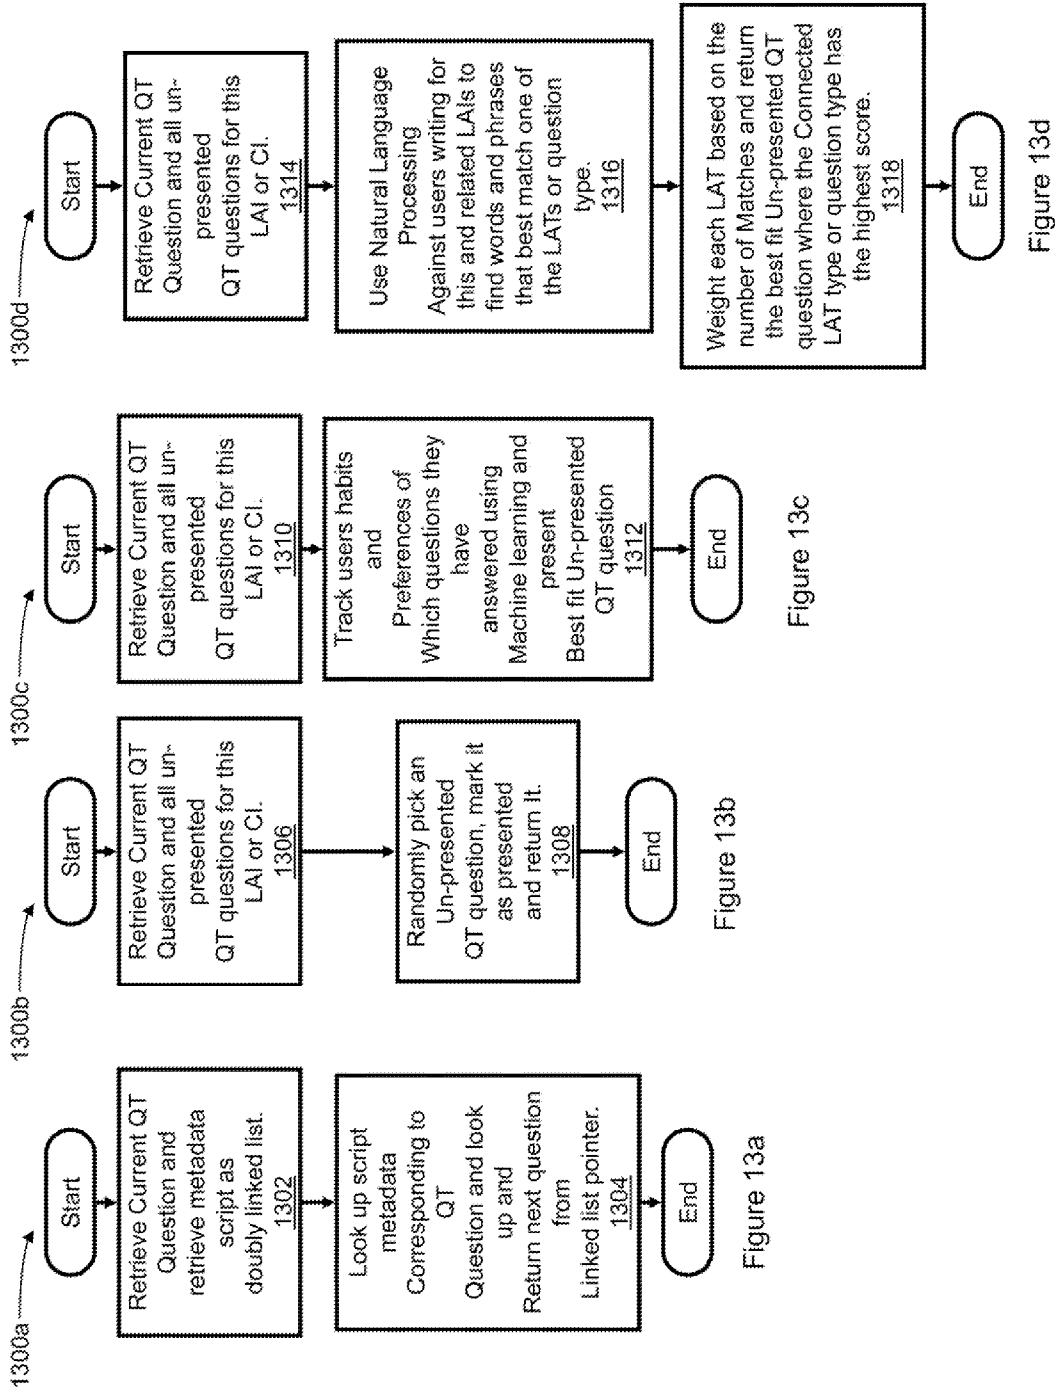 1300a
Start
Retrieve Current QT
Question and
retrieve metadata
script as
doubly linked list.
1302
Look up script
metadata
Corresponding to
QT
Question and look
up and
Return next question
from
Linked list pointer.
1304
End
Figure 13a
1300b
Start
Retrieve Current QT
Question and all un-
presented
QT questions for this
LAI or CI.
1306
Randomly pick an
Un-presented
QT question, mark it
as presented
and return It.
1308
End
Figure 13b
1300c
Start
Retrieve Current QT
Question and all un-
presented
QT questions for this
LAI or CI.
1310
Track users habits
and
Preferences of
Which questions they
have
answered using
Machine learning and
present
Best fit Un-presented
QT question
1312
End
Figure 13c
1300d
Start
Retrieve Current QT
Question and all un-
presented
QT questions for this
LAI or CI.
1314
Use Natural Language
Processing
Against users writing for
this and related LAIs to
find words and phrases
that best match one of
the LATs or question
type.
1316
Weight each LAT based on the
number of Matches and return
the best fit Un-presented QT
question where the Connected
LAT type or question type has
the highest score.
1318
End
Figure 13d